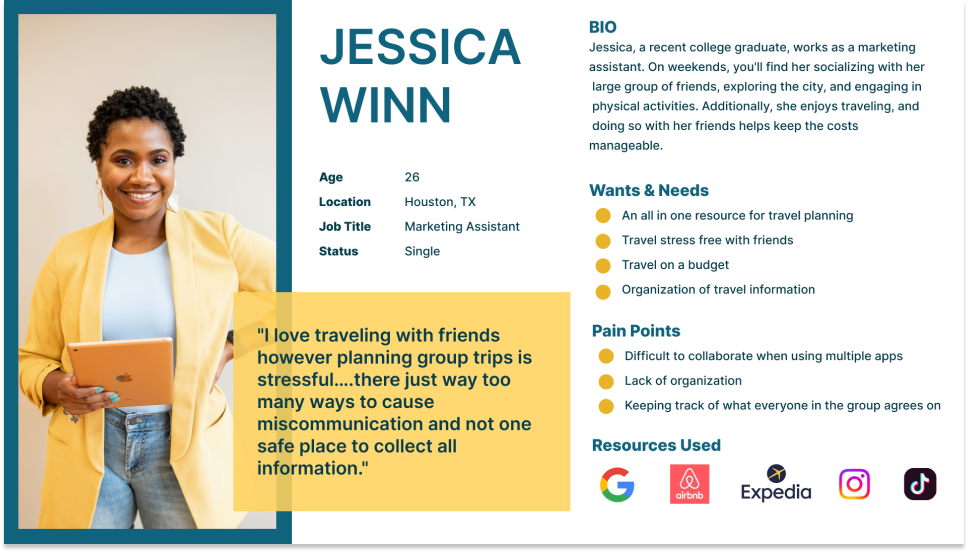 JESSICA
WINN
Age 26
Location Houston, TX
Job Title Marketing Assistant
Status Single
"I love traveling with friends
however planning group trips is
stressful....there just way too
many ways to cause
miscommunication and not one
safe place to collect all
information."
BIO
Jessica, a recent college graduate, works as a marketing
assistant. On weekends, you'll find her socializing with her
large group of friends, exploring the city, and engaging in
physical activities. Additionally, she enjoys traveling, and
doing so with her friends helps keep the costs
manageable.
Wants & Needs
An all in one resource for travel planning
Travel stress free with friends
Travel on a budget
Organization of travel information
Pain Points
Difficult to collaborate when using multiple apps
Lack of organization
Keeping track of what everyone in the group agrees on
Resources Used
G airbnb Expedia